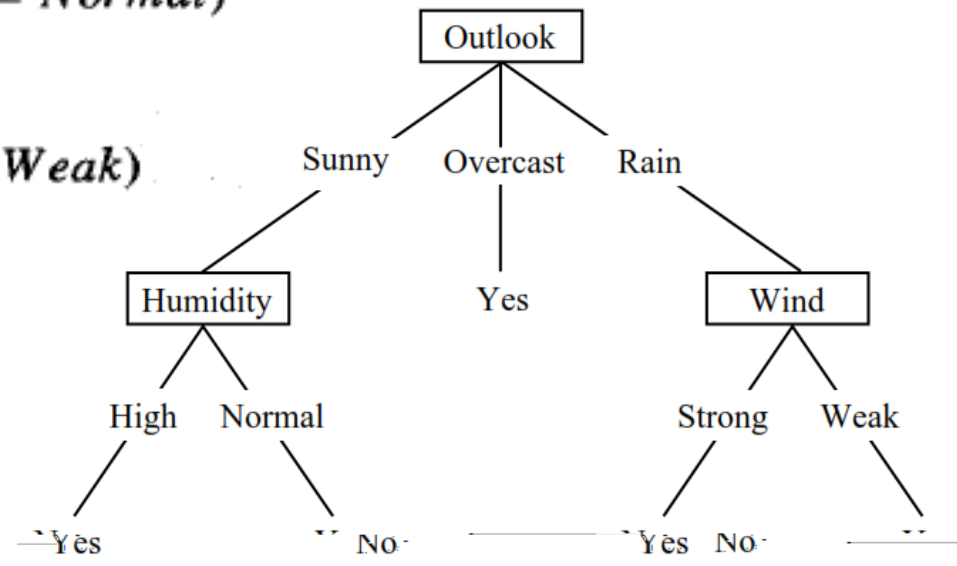 = Normal)
Outlook
Weak)
Sunny Overcast Rain
Humidity Yes Wind
High Normal Strong Weak
Yes No Yes No